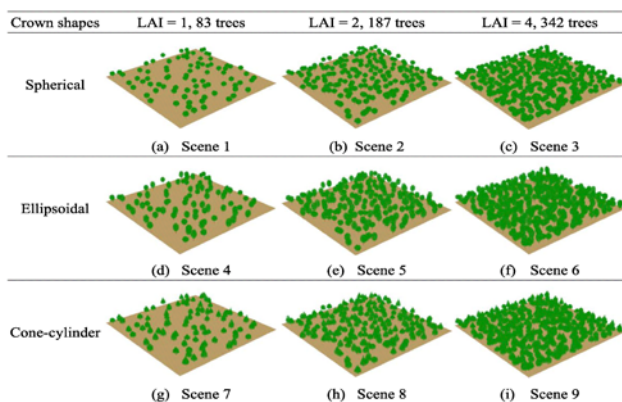 Crown shapes LAI = 1, 83 trees LAI = 2, 187 trees LAI = 4, 342 trees
Spherical
(a) Scene 1 (b) Scene 2 (c) Scene 3
Ellipsoidal
(d) Scene 4 (e) Scene 5 (f) Scene 6
Cone-cylinder
(g) Scene 7 (h) Scene 8 (i) Scene 9